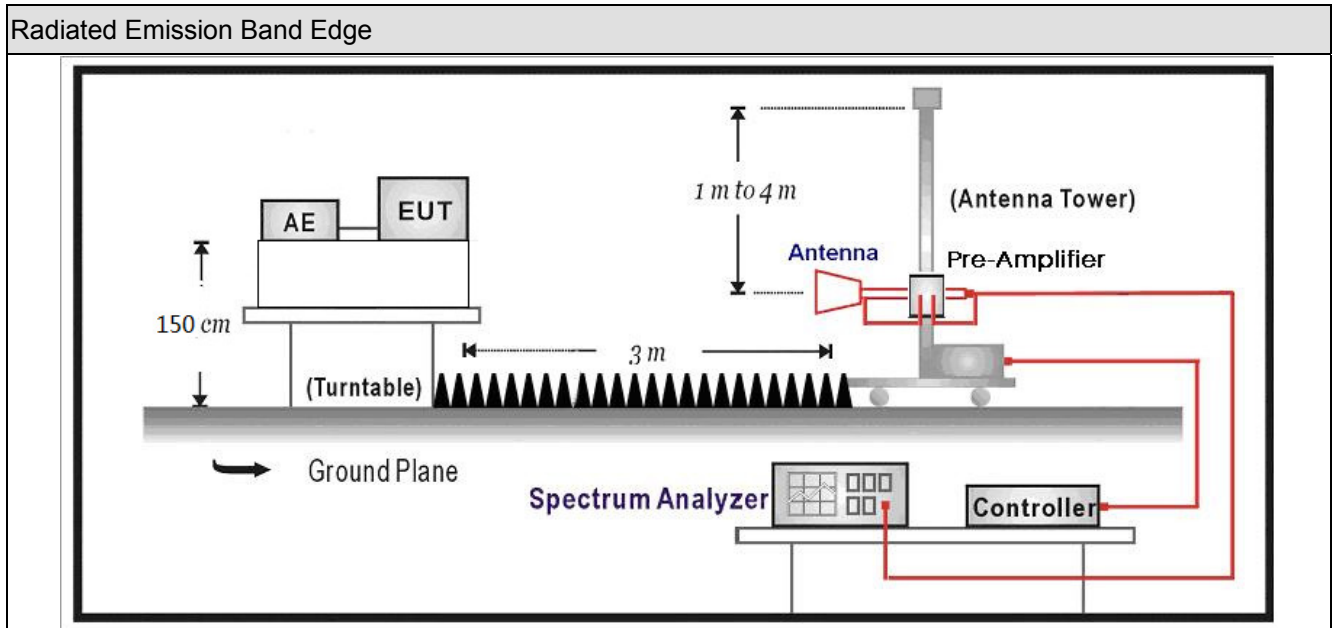 Radiated Emission Band Edge
1 m to 4 m
(Antenna Tower)
AE
EUT
Antenna
Pre-Amplifier
150 cm
3 m
(Turntable)
Ground Plane
Spectrum Analyzer
Controller